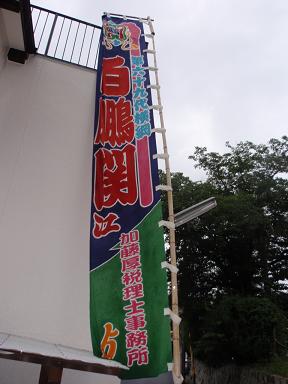 第六十九代横綱
白鵬関江
加藤厚税理士事務所